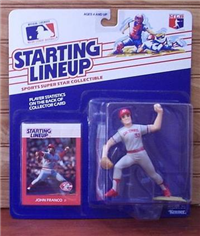 STARTING
LINEUP
SPORTS SUPER STAR COLLECTIBLE
PLAYER STATISTICS
ON THE BACK OF
COLLECTOR CARD
STARTING
LINEUP
JOHN FRANCO
Kenner